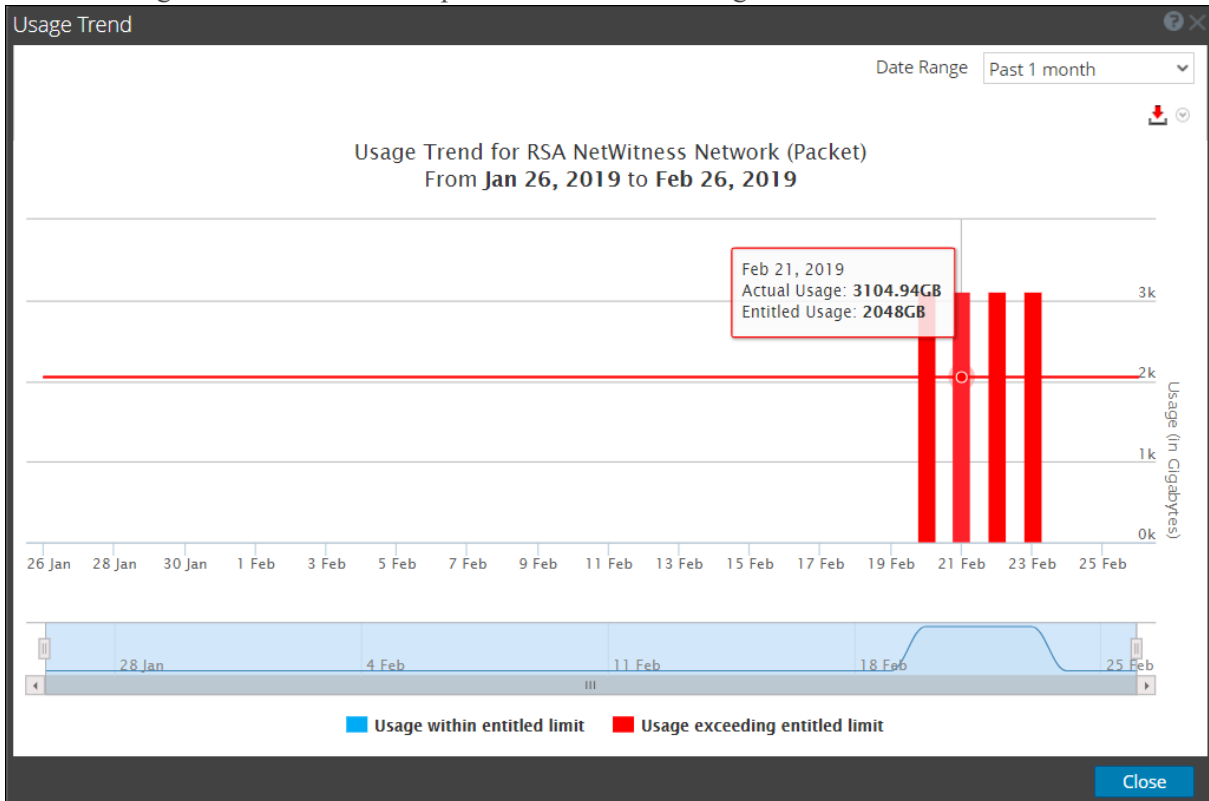 Usage Trend
Date Range Past 1 month
Usage Trend for RSA NetWitness Network (Packet)
From Jan 26, 2019 to Feb 26, 2019
Feb 21, 2019
Actual Usage: 3104.94GB
Entitled Usage: 2048GB
3k
2k
1k
0k
Usage (in Gigabytes)
26 Jan 28 Jan 30 Jan 1 Feb 3 Feb 5 Feb 7 Feb 9 Feb 11 Feb 13 Feb 15 Feb 17 Feb 19 Feb 21 Feb 23 Feb 25 Feb
28 Jan 4 Feb 11 Feb 18 Feb 25 Feb
Usage within entitled limit Usage exceeding entitled limit
Close